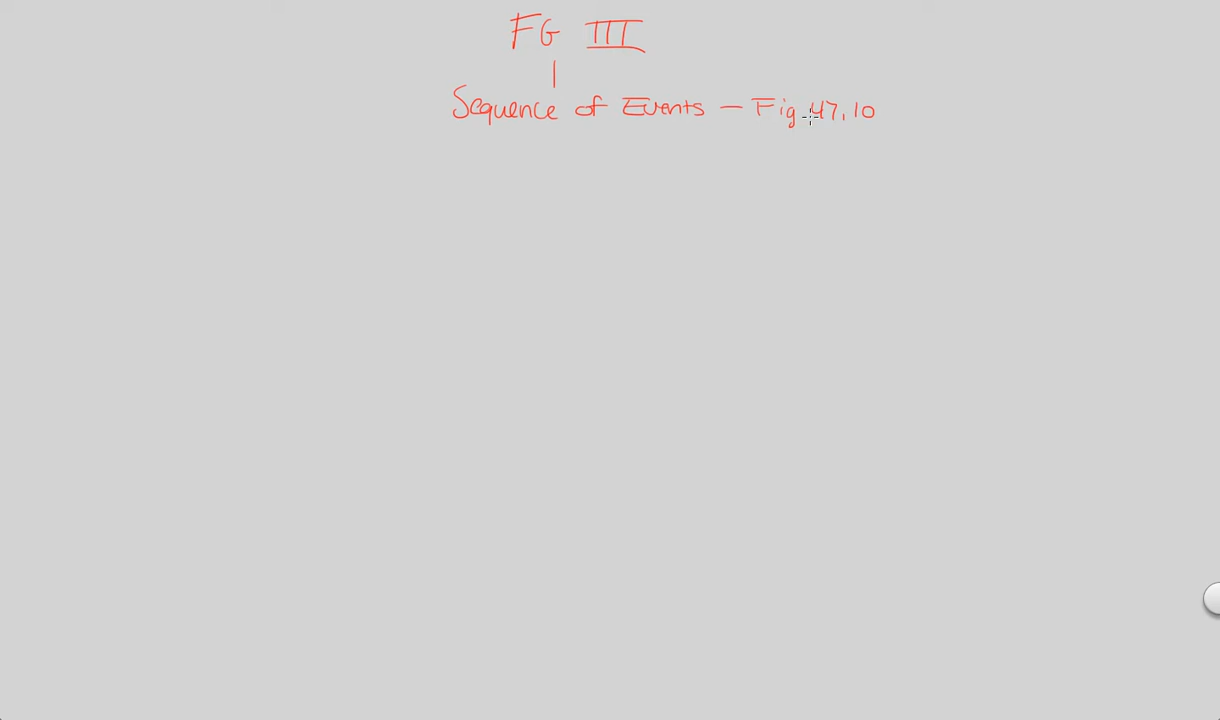 FG III
Sequence of Events — Fig. 47.10